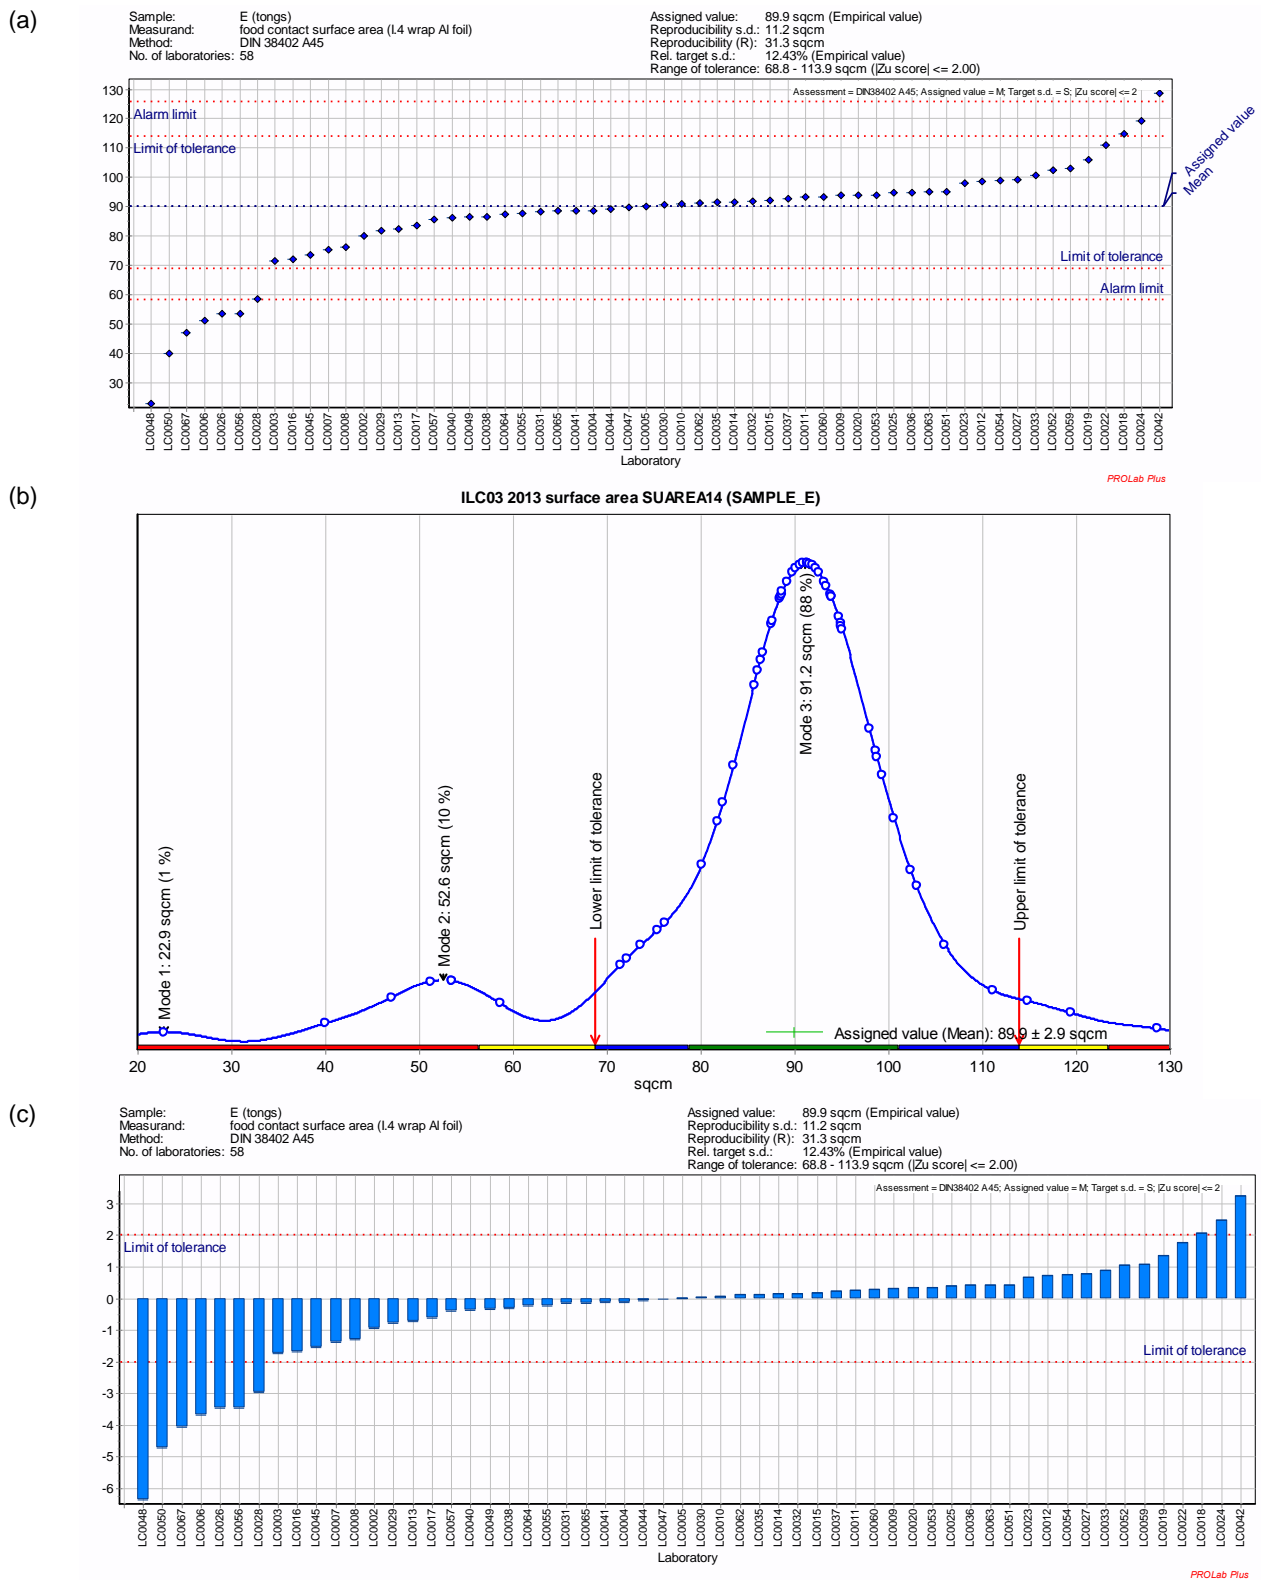 (a)
Sample: E (tongs)
Measurand: food contact surface area (I.4 wrap Al foil)
Method: DIN 38402 A45
No. of laboratories: 58
Assigned value: 89.9 sqcm (Empirical value)
Reproducibility s.d.: 11.2 sqcm
Reproducibility (R): 31.3 sqcm
Rel. target s.d.: 12.43% (Empirical value)
Range of tolerance: 68.8 - 113.9 sqcm (|Zu score| <= 2.00)
Assessment = DIN38402 A45; Assigned value = M; Target s.d. = S; |Zu score| <= 2
130
120
110
100
90
80
70
60
50
40
30
Alarm limit
Limit of tolerance
Assigned value
Mean
Limit of tolerance
Alarm limit
LC0048 LC0050 LC0067 LC0006 LC0026 LC0056 LC0028 LC0003 LC0016 LC0045 LC0007 LC0008 LC0002 LC0029 LC0013 LC0017 LC0057 LC0040 LC0049 LC0038 LC0064 LC0055 LC0031 LC0065 LC0041 LC0004 LC0044 LC0047 LC0005 LC0030 LC0010 LC0062 LC0035 LC0014 LC0032 LC0015 LC0037 LC0011 LC0060 LC0009 LC0020 LC0053 LC0025 LC0036 LC0063 LC0051 LC0023 LC0012 LC0054 LC0027 LC0033 LC0052 LC0059 LC0019 LC0022 LC0018 LC0024 LC0042
Laboratory
PROLab Plus
(b)
ILC03 2013 surface area SUAREA14 (SAMPLE_E)
Mode 1: 22.9 sqcm (1 %)
Mode 2: 52.6 sqcm (10 %)
Lower limit of tolerance
Mode 3: 91.2 sqcm (88 %)
Upper limit of tolerance
Assigned value (Mean): 89.9 ± 2.9 sqcm
20 30 40 50 60 70 80 90 100 110 120 130
sqcm
(c)
Sample: E (tongs)
Measurand: food contact surface area (I.4 wrap Al foil)
Method: DIN 38402 A45
No. of laboratories: 58
Assigned value: 89.9 sqcm (Empirical value)
Reproducibility s.d.: 11.2 sqcm
Reproducibility (R): 31.3 sqcm
Rel. target s.d.: 12.43% (Empirical value)
Range of tolerance: 68.8 - 113.9 sqcm (|Zu score| <= 2.00)
Assessment = DIN38402 A45; Assigned value = M; Target s.d. = S; |Zu score| <= 2
3
2
1
0
-1
-2
-3
-4
-5
-6
Limit of tolerance
Limit of tolerance
LC0048 LC0050 LC0067 LC0006 LC0026 LC0056 LC0028 LC0003 LC0016 LC0045 LC0007 LC0008 LC0002 LC0029 LC0013 LC0017 LC0057 LC0040 LC0049 LC0038 LC0064 LC0055 LC0031 LC0065 LC0041 LC0004 LC0044 LC0047 LC0005 LC0030 LC0010 LC0062 LC0035 LC0014 LC0032 LC0015 LC0037 LC0011 LC0060 LC0009 LC0020 LC0053 LC0025 LC0036 LC0063 LC0051 LC0023 LC0012 LC0054 LC0027 LC0033 LC0052 LC0059 LC0019 LC0022 LC0018 LC0024 LC0042
Laboratory
PROLab Plus